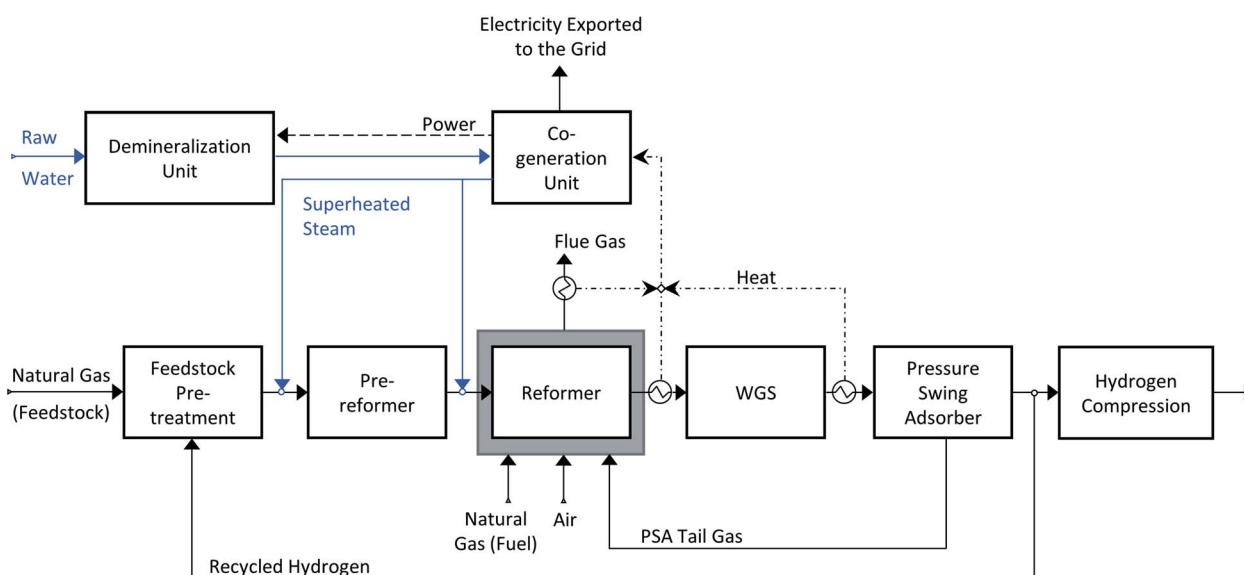 Electricity Exported
to the Grid
Raw
Water
Demineralization
Unit
Power
Co-
generation
Unit
Superheated
Steam
Flue Gas
Heat
Natural Gas
(Feedstock)
Feedstock
Pre-
treatment
Pre-
reformer
Reformer
WGS
Pressure
Swing
Adsorber
Hydrogen
Compression
Natural
Gas (Fuel)
Air
PSA Tail Gas
Recycled Hydrogen